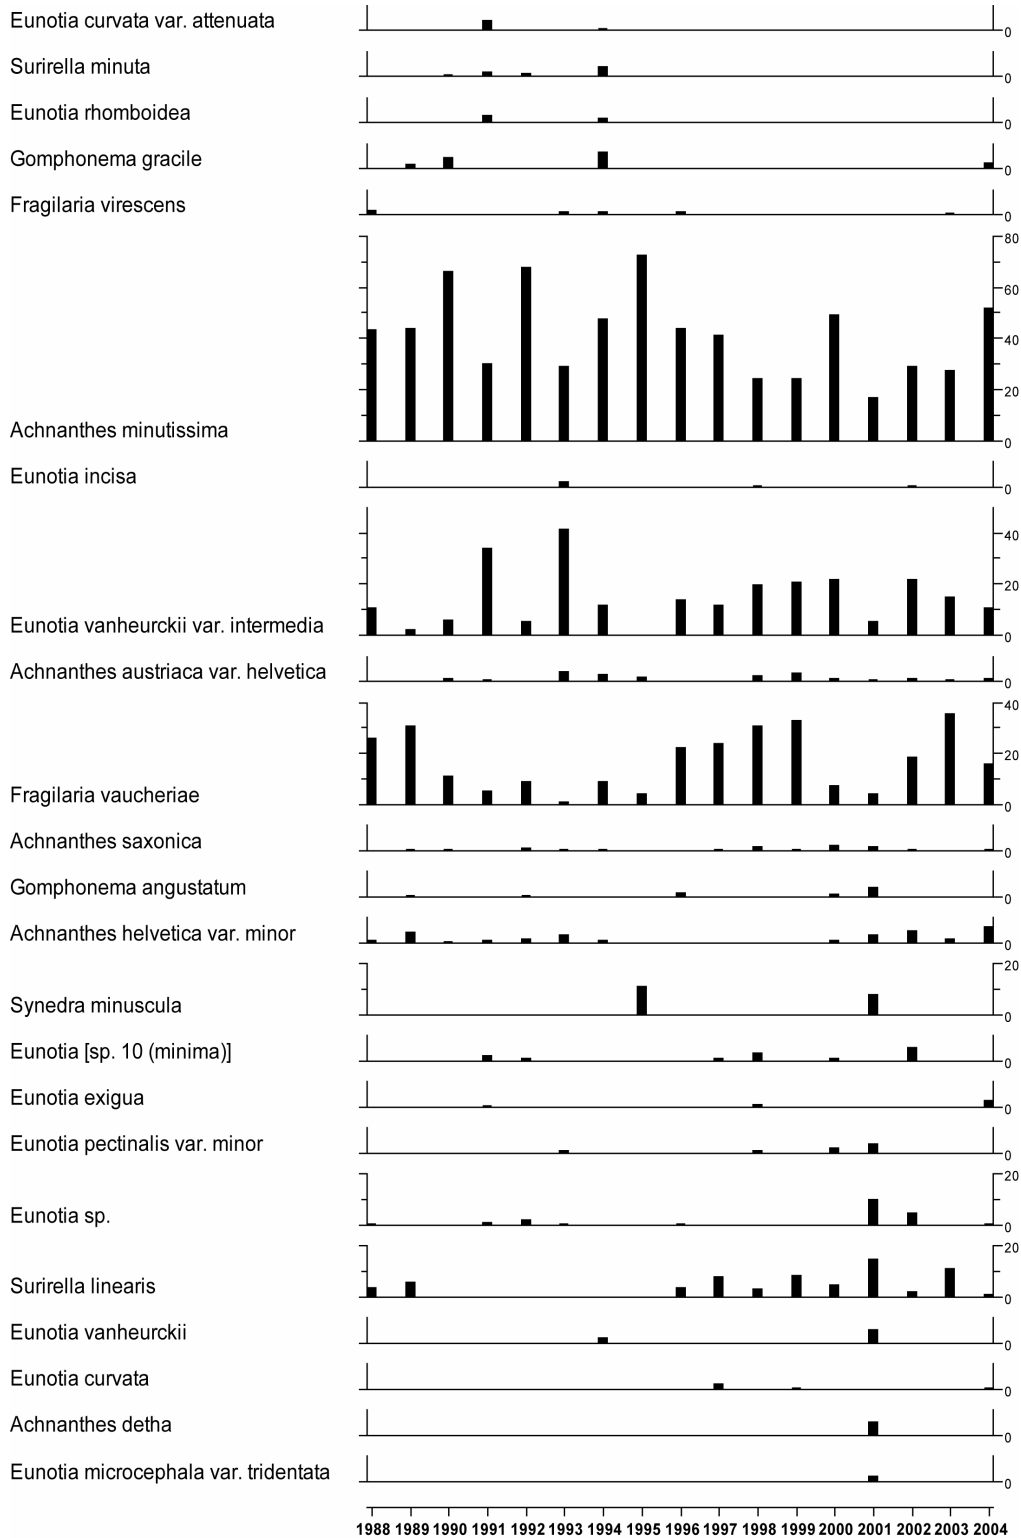 Eunotia curvata var. attenuata
0
Surirella minuta
0
Eunotia rhomboidea
0
Gomphonema gracile
0
Fragilaria virescens
0
80
60
40
20
Achnanthes minutissima
0
Eunotia incisa
0
40
20
Eunotia vanheurckii var. intermedia
0
Achnanthes austriaca var. helvetica
0
40
20
Fragilaria vaucheriae
0
Achnanthes saxonica
0
Gomphonema angustatum
0
Achnanthes helvetica var. minor
0
20
Synedra minuscula
0
Eunotia [sp. 10 (minima)]
0
Eunotia exigua
0
Eunotia pectinalis var. minor
0
20
Eunotia sp.
0
20
Surirella linearis
0
Eunotia vanheurckii
0
Eunotia curvata
0
Achnanthes detha
0
Eunotia microcephala var. tridentata
0
1988 1989 1990 1991 1992 1993 1994 1995 1996 1997 1998 1999 2000 2001 2002 2003 2004